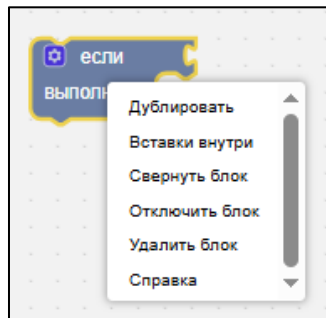 если
выполн
Дублировать
Вставки внутри
Свернуть блок
Отключить блок
Удалить блок
Справка